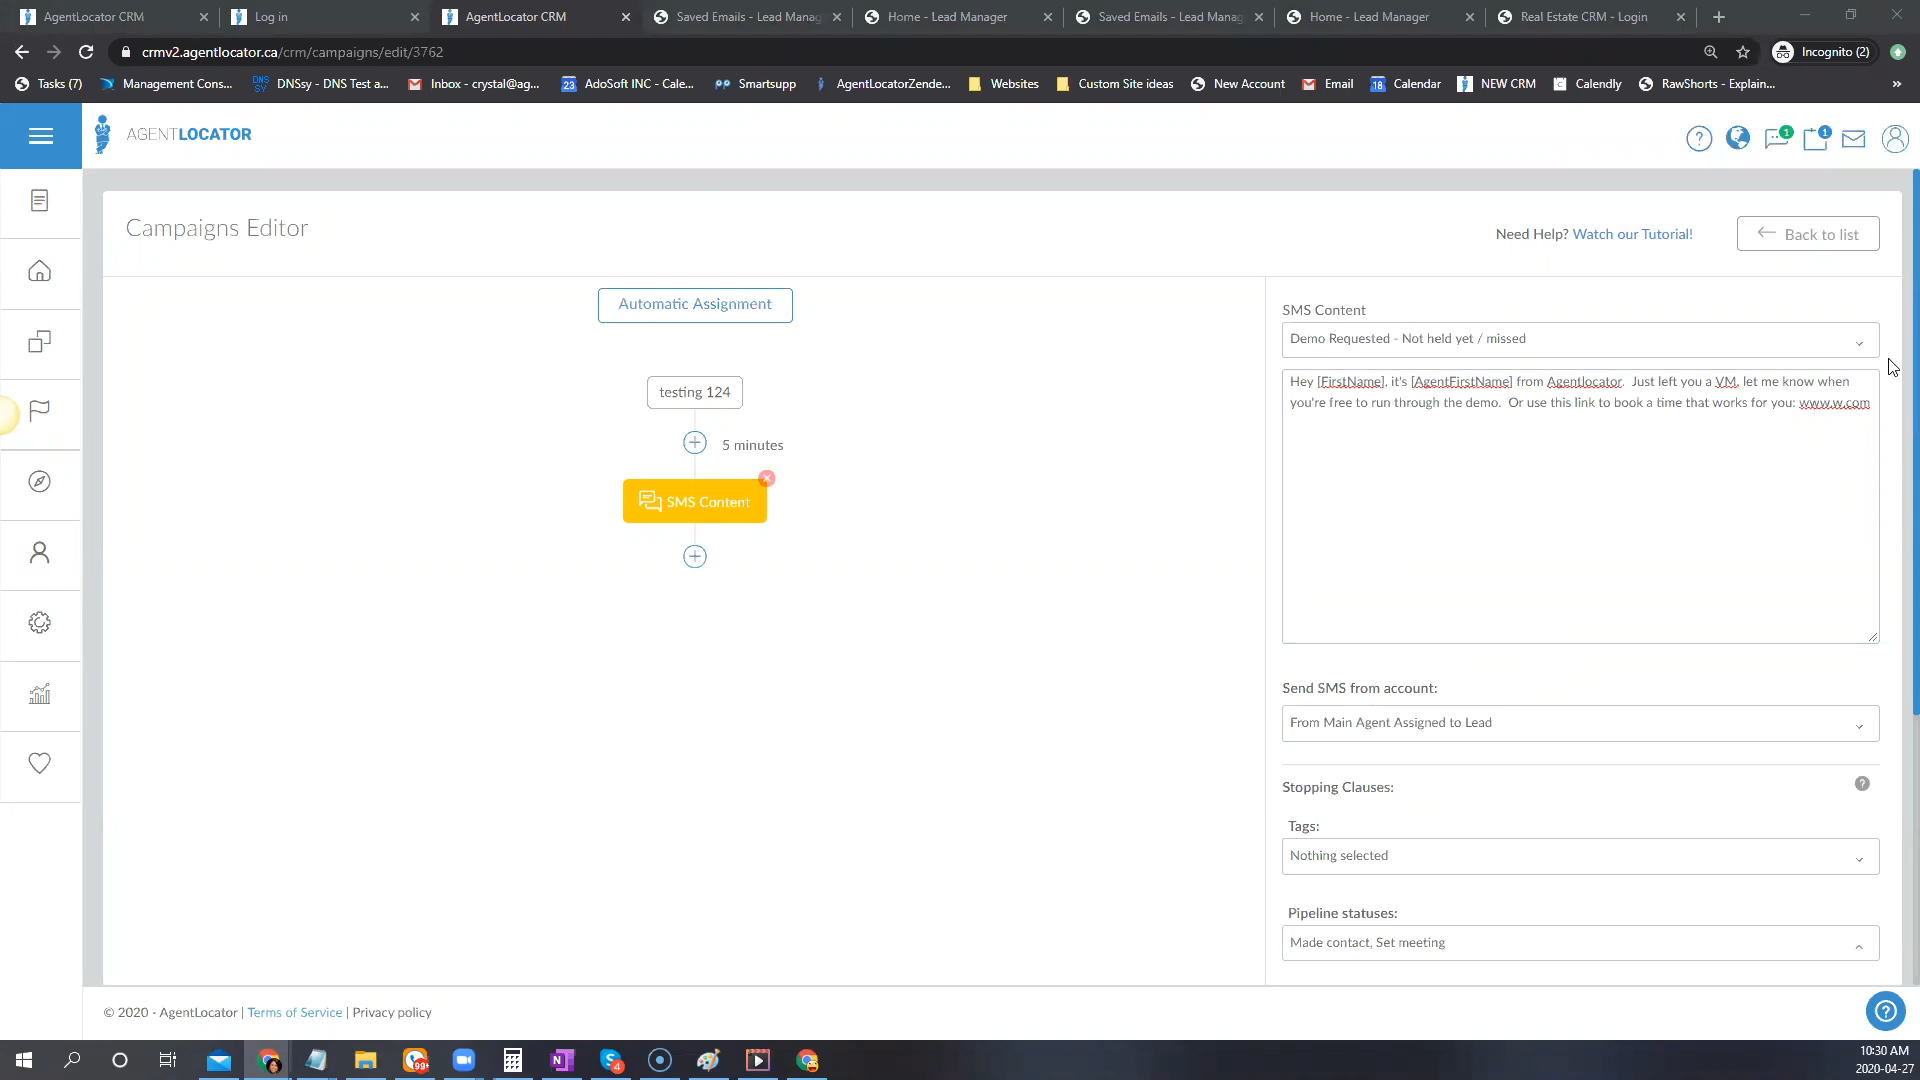 AgentLocator CRM
Log in
AgentLocator CRM
Saved Emails - Lead Manag
Home - Lead Manager
Saved Emails - Lead Manag
Home - Lead Manager
Real Estate CRM - Login
crmv2.agentlocator.ca/crm/campaigns/edit/3762
Incognito (2)
Tasks (7)
Management Cons...
DNSsy - DNS Test a...
Inbox - crystal@ag...
23
AdoSoft INC - Cale...
Smartsupp
AgentLocatorZende...
Websites
Custom Site ideas
New Account
Email
18
Calendar
NEW CRM
Calendly
RawShorts - Explain...
»
AGENTLOCATOR
?
1
1
Campaigns Editor
Need Help? Watch our Tutorial!
Back to list
Automatic Assignment
testing 124
5 minutes
SMS Content
SMS Content
Demo Requested - Not held yet / missed
Hey [FirstName], it's [AgentFirstName] from Agentlocator.  Just left you a VM, let me know when
you're free to run through the demo.  Or use this link to book a time that works for you: www.w.com
Send SMS from account:
From Main Agent Assigned to Lead
Stopping Clauses:
?
Tags:
Nothing selected
Pipeline statuses:
Made contact, Set meeting
© 2020 - AgentLocator | Terms of Service | Privacy policy
?
99+
4
10:30 AM
2020-04-27